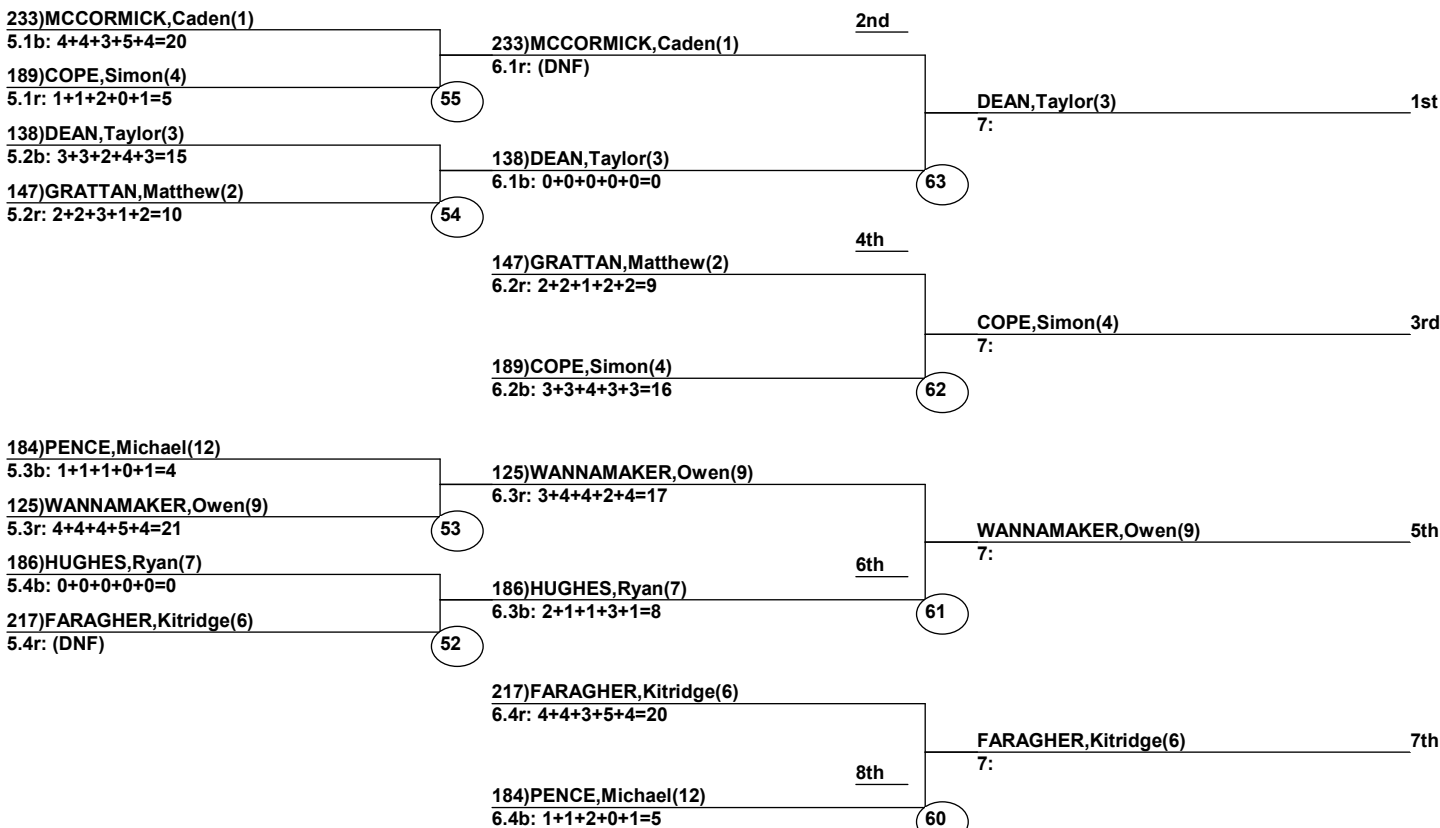 233)MCCORMICK,Caden(1)
5.1b: 4+4+3+5+4=20
189)COPE,Simon(4)
5.1r: 1+1+2+0+1=5
55
138)DEAN,Taylor(3)
5.2b: 3+3+2+4+3=15
147)GRATTAN,Matthew(2)
5.2r: 2+2+3+1+2=10
54
2nd
233)MCCORMICK,Caden(1)
6.1r: (DNF)
138)DEAN,Taylor(3)
6.1b: 0+0+0+0+0=0
63
DEAN,Taylor(3) 1st
7:
4th
147)GRATTAN,Matthew(2)
6.2r: 2+2+1+2+2=9
189)COPE,Simon(4)
6.2b: 3+3+4+3+3=16
62
COPE,Simon(4) 3rd
7:
184)PENCE,Michael(12)
5.3b: 1+1+1+0+1=4
125)WANNAMAKER,Owen(9)
5.3r: 4+4+4+5+4=21
53
186)HUGHES,Ryan(7)
5.4b: 0+0+0+0+0=0
217)FARAGHER,Kitridge(6)
5.4r: (DNF)
52
125)WANNAMAKER,Owen(9)
6.3r: 3+4+4+2+4=17
6th
186)HUGHES,Ryan(7)
6.3b: 2+1+1+3+1=8
61
WANNAMAKER,Owen(9) 5th
7:
217)FARAGHER,Kitridge(6)
6.4r: 4+4+3+5+4=20
8th
184)PENCE,Michael(12)
6.4b: 1+1+2+0+1=5
60
FARAGHER,Kitridge(6) 7th
7: